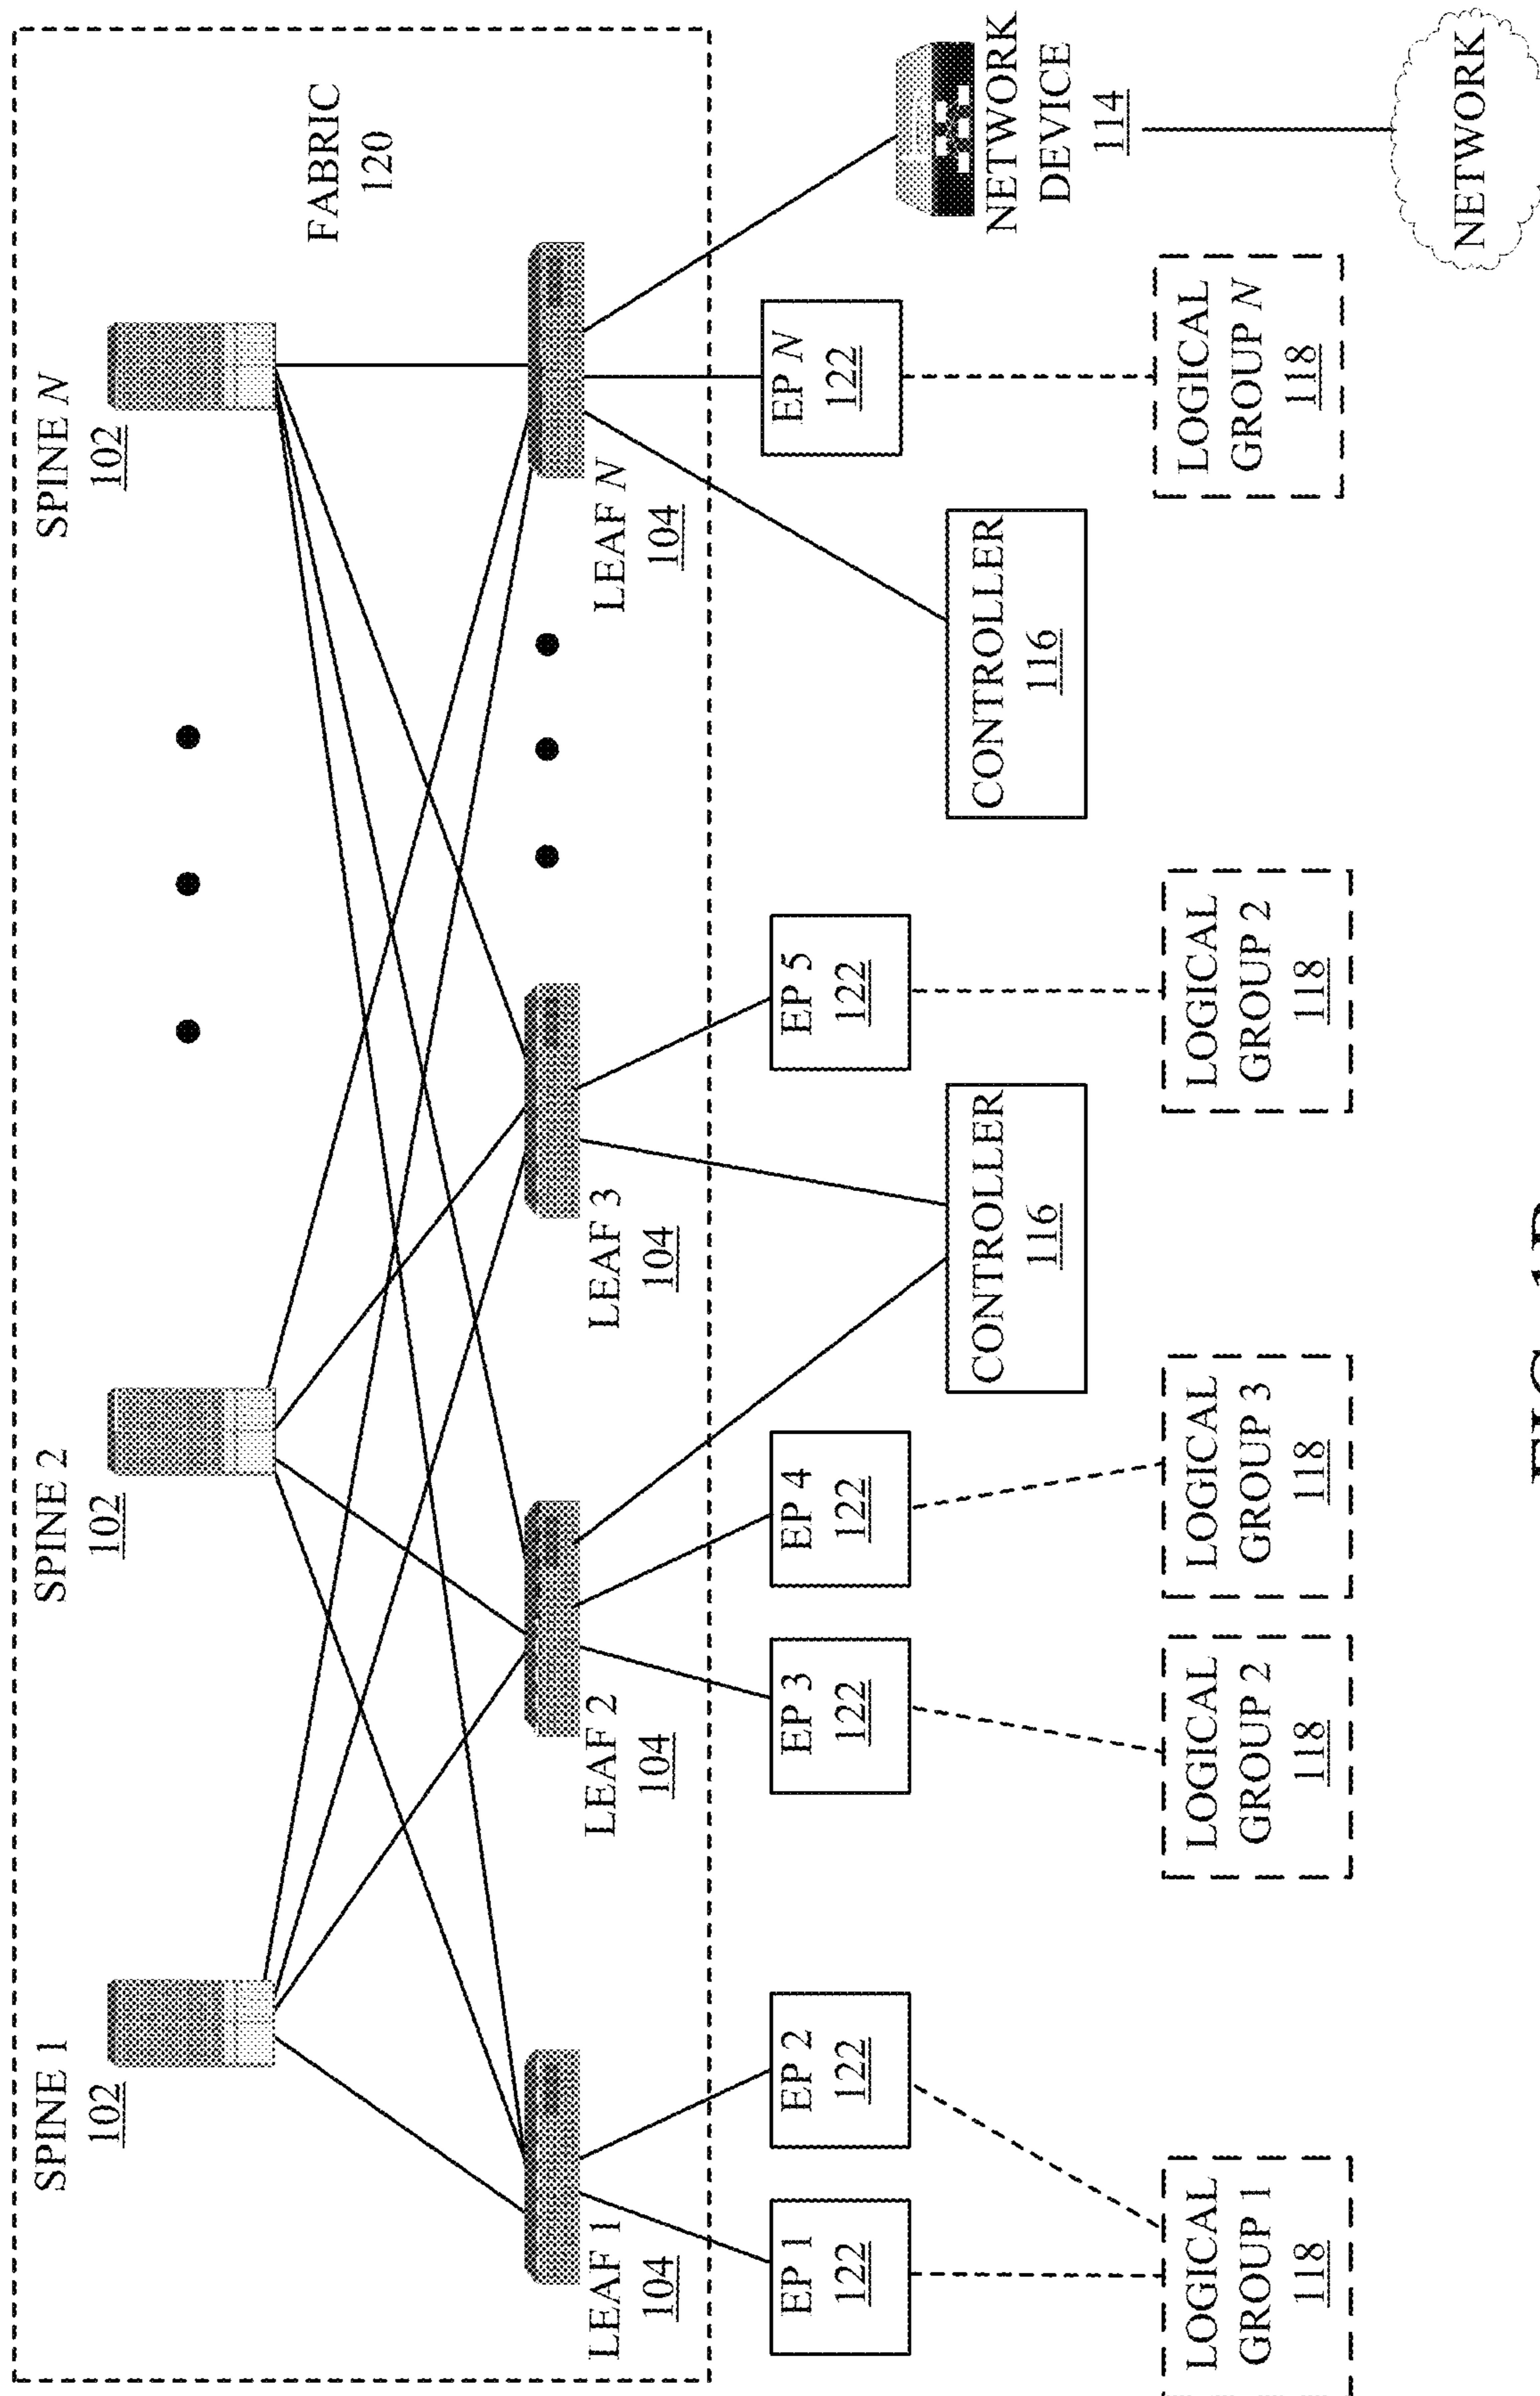 SPINE 1
102
SPINE 2
102
SPINE N
102
FABRIC
120
LEAF 1
104
LEAF 2
104
LEAF 3
104
LEAF N
104
EP 1
122
EP 2
122
EP 3
122
EP 4
122
EP 5
122
EP N
122
CONTROLLER
116
CONTROLLER
116
NETWORK
DEVICE
114
LOGICAL
GROUP 1
118
LOGICAL
GROUP 2
118
LOGICAL
GROUP 3
118
LOGICAL
GROUP 2
118
LOGICAL
GROUP N
118
NETWORK